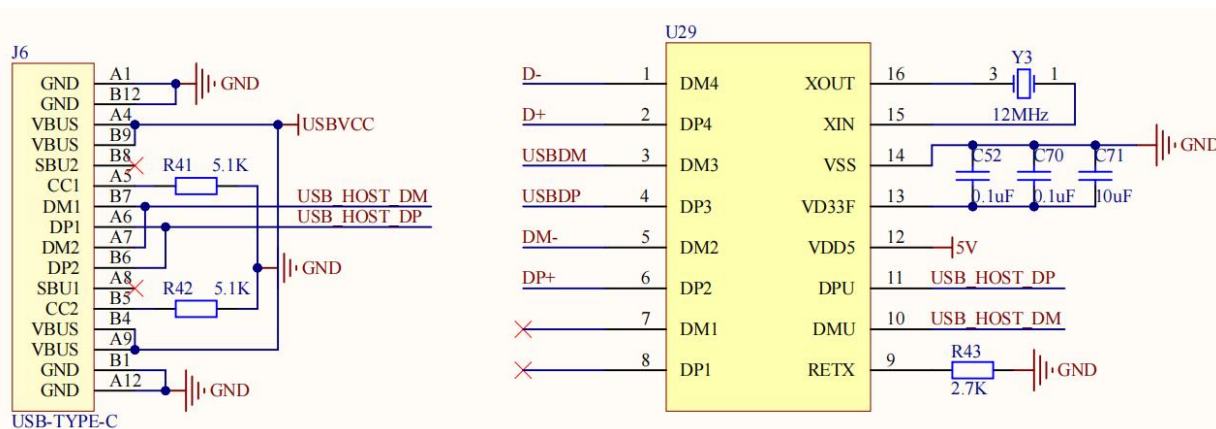 J6
GND A1 GND
GND B12
VBUS A4 USBVCC
VBUS B9
SBU2 B8
CC1 A5 R41 5.1K
DM1 B7 USB_HOST_DM
DP1 A6 USB_HOST_DP
DM2 A7
DP2 B6 GND
SBU1 A8
CC2 B5 R42 5.1K
VBUS B4
VBUS A9
GND B1
GND A12 GND
USB-TYPE-C
U29
D- 1 DM4 XOUT 16 3 Y3 1
12MHz
D+ 2 DP4 XIN 15
USBDM 3 DM3 VSS 14 C52 C70 C71 GND
USBDP 4 DP3 VD33F 13 0.1uF 0.1uF 10uF
DM- 5 DM2 VDD5 12 5V
DP+ 6 DP2 DPU 11 USB_HOST_DP
7 DM1 DMU 10 USB_HOST_DM
8 DP1 RETX 9 R43 GND
2.7K